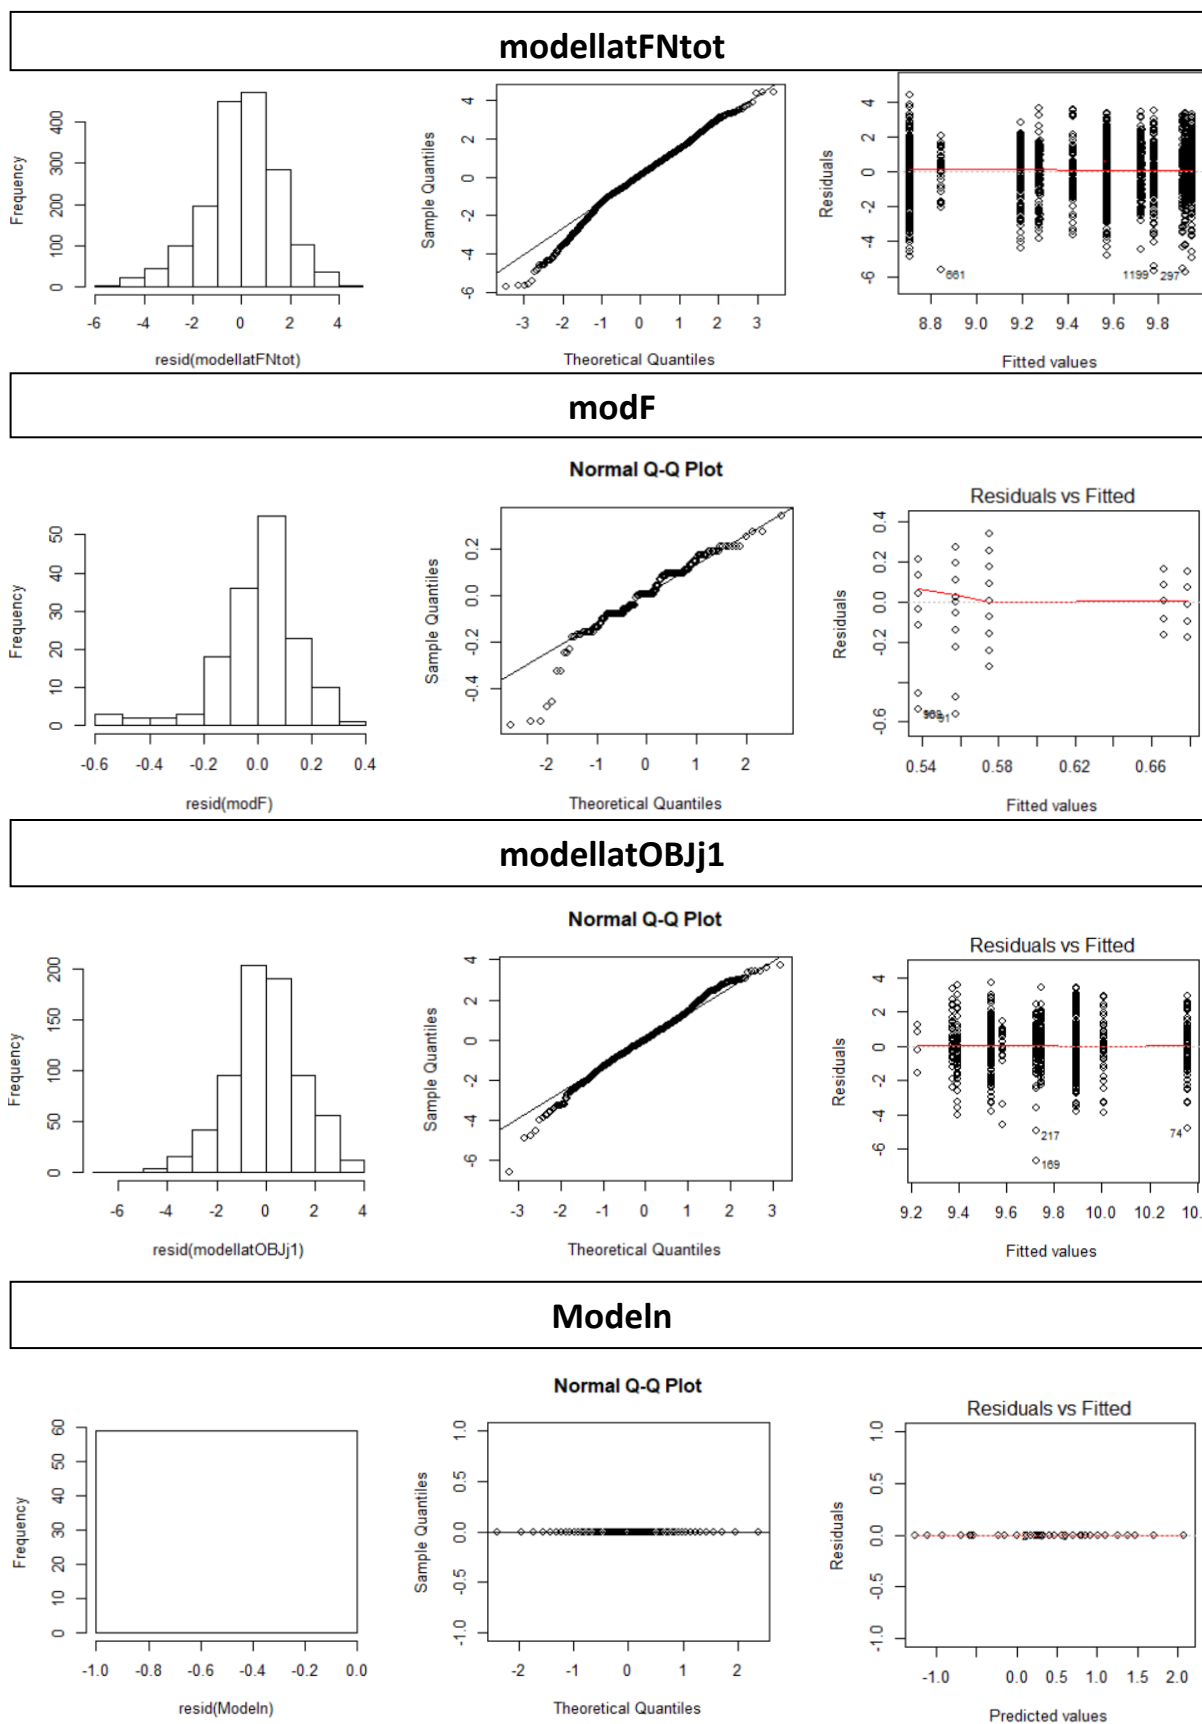 modellatFNtot
Frequency
0 100 200 300 400
-6 -4 -2 0 2 4
resid(modellatFNtot)
Sample Quantiles
-6 -4 -2 0 2 4
-3 -2 -1 0 1 2 3
Theoretical Quantiles
Residuals
-6 -4 -2 0 2 4
661 1199 297
8.8 9.0 9.2 9.4 9.6 9.8
Fitted values
modF
Frequency
0 10 20 30 40 50
-0.6 -0.4 -0.2 0.0 0.2 0.4
resid(modF)
Normal Q-Q Plot
Sample Quantiles
-0.4 -0.2 0.0 0.2
-2 -1 0 1 2
Theoretical Quantiles
Residuals vs Fitted
Residuals
-0.6 -0.2 0.0 0.2 0.4
91
0.54 0.58 0.62 0.66
Fitted values
modellatOBJj1
Frequency
0 50 100 150 200
-6 -4 -2 0 2 4
resid(modellatOBJj1)
Normal Q-Q Plot
Sample Quantiles
-6 -4 -2 0 2 4
-3 -2 -1 0 1 2 3
Theoretical Quantiles
Residuals vs Fitted
Residuals
-6 -4 -2 0 2 4
217 74
169
9.2 9.4 9.6 9.8 10.0 10.2 10.
Fitted values
Modeln
Frequency
0 10 20 30 40 50 60
-1.0 -0.8 -0.6 -0.4 -0.2 0.0
resid(Modeln)
Normal Q-Q Plot
Sample Quantiles
-1.0 -0.5 0.0 0.5 1.0
-2 -1 0 1 2
Theoretical Quantiles
Residuals vs Fitted
Residuals
-1.0 -0.5 0.0 0.5 1.0
-1.0 0.0 0.5 1.0 1.5 2.0
Predicted values